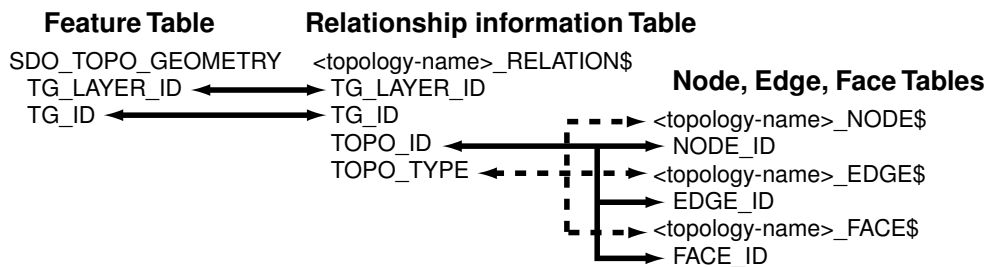 Feature Table
SDO_TOPO_GEOMETRY
TG_LAYER_ID
TG_ID
Relationship information Table
<topology-name>_RELATION$
TG_LAYER_ID
TG_ID
TOPO_ID
TOPO_TYPE
Node, Edge, Face Tables
<topology-name>_NODE$
NODE_ID
<topology-name>_EDGE$
EDGE_ID
<topology-name>_FACE$
FACE_ID